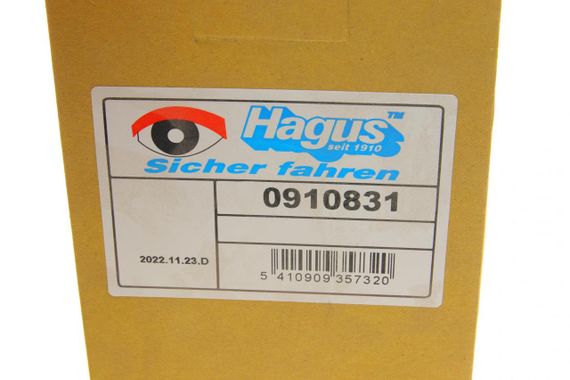 Hagus™
seit 1910
Sicher fahren
0910831
2022.11.23.D
5 410909 357320